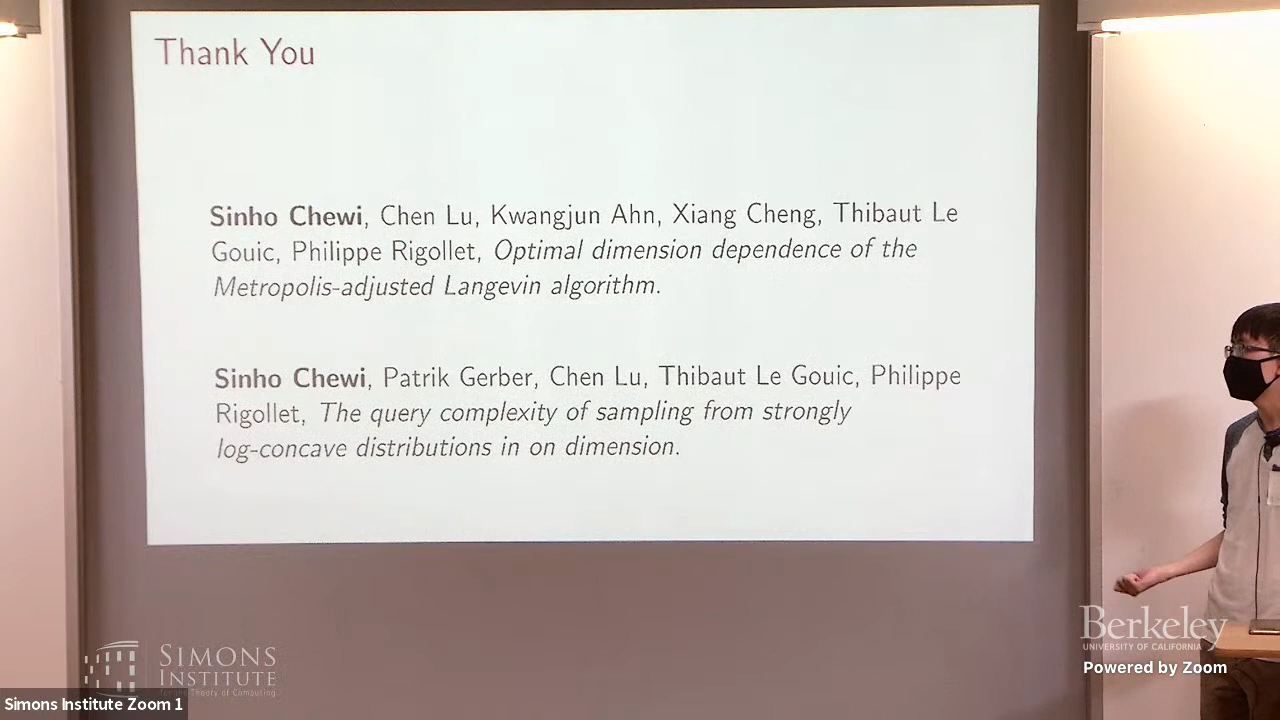 Thank You
Sinho Chewi, Chen Lu, Kwangjun Ahn, Xiang Cheng, Thibaut Le
Gouic, Philippe Rigollet, Optimal dimension dependence of the
Metropolis-adjusted Langevin algorithm.
Sinho Chewi, Patrik Gerber, Chen Lu, Thibaut Le Gouic, Philippe
Rigollet, The query complexity of sampling from strongly
log-concave distributions in on dimension.
Berkeley
UNIVERSITY OF CALIFORNIA
Powered by Zoom
SIMONS
INSTITUTE
for the Theory of Computing
Simons Institute Zoom 1